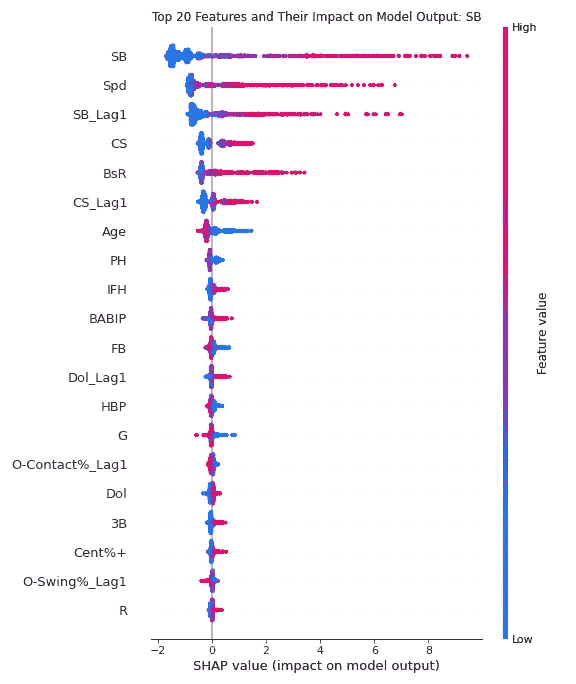 Top 20 Features and Their Impact on Model Output: SB
High
SB
Spd
SB_Lag1
CS
BsR
CS_Lag1
Age
PH
IFH
BABIP
FB
Dol_Lag1
HBP
G
O-Contact%_Lag1
Dol
3B
Cent%+
O-Swing%_Lag1
R
Feature value
Low
−2 0 2 4 6 8
SHAP value (impact on model output)